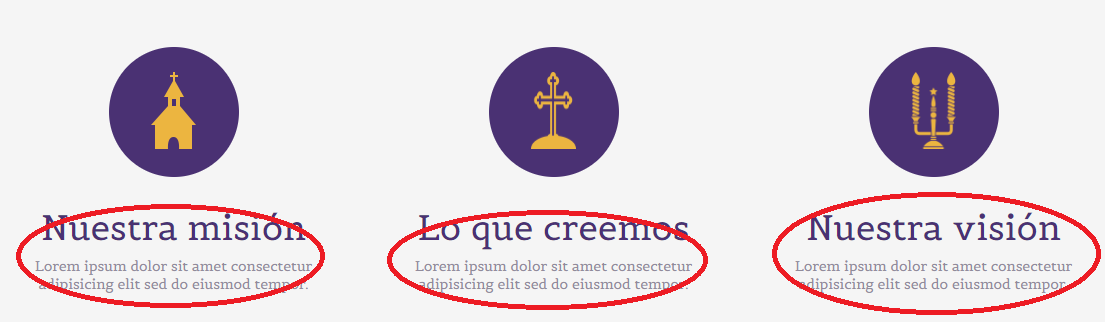 Nuestra misión
Lorem ipsum dolor sit amet consectetur
adipisicing elit sed do eiusmod tempor.
Lo que creemos
Lorem ipsum dolor sit amet consectetur
adipisicing elit sed do eiusmod tempor.
Nuestra visión
Lorem ipsum dolor sit amet consectetur
adipisicing elit sed do eiusmod tempor.